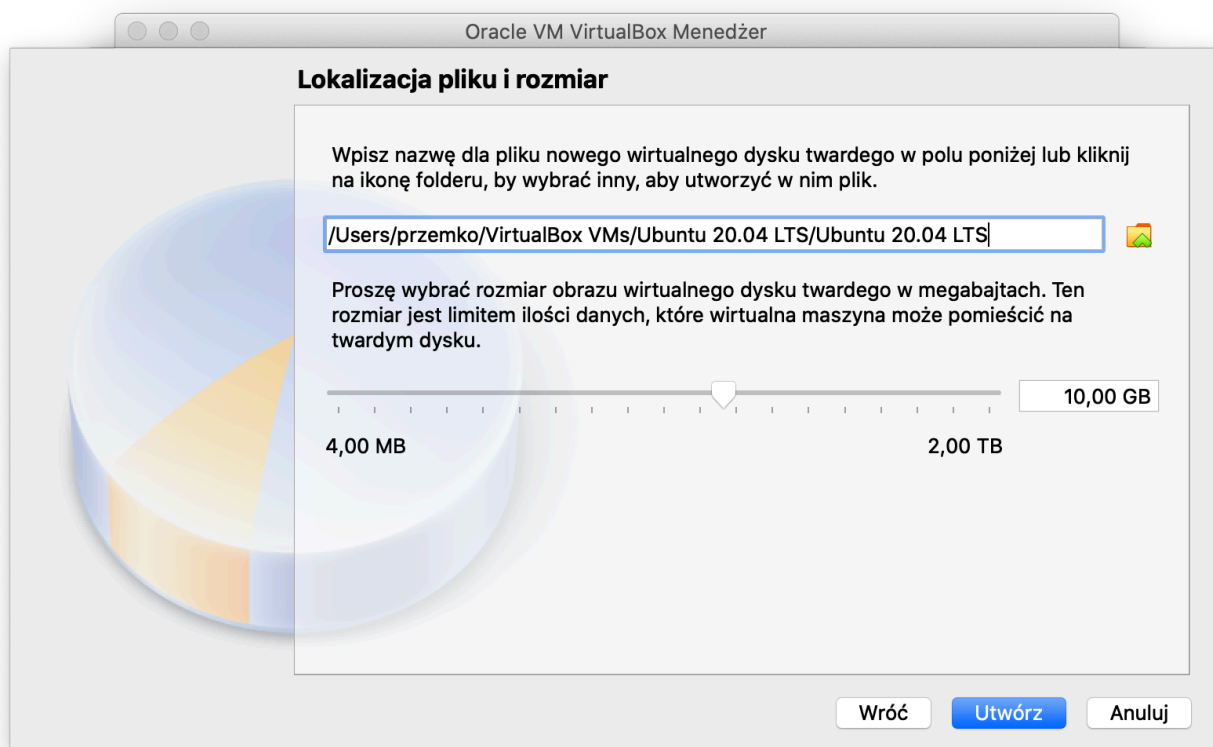 Oracle VM VirtualBox Menedżer
Lokalizacja pliku i rozmiar
Wpisz nazwę dla pliku nowego wirtualnego dysku twardego w polu poniżej lub kliknij
na ikonę folderu, by wybrać inny, aby utworzyć w nim plik.
/Users/przemko/VirtualBox VMs/Ubuntu 20.04 LTS/Ubuntu 20.04 LTS
Proszę wybrać rozmiar obrazu wirtualnego dysku twardego w megabajtach. Ten
rozmiar jest limitem ilości danych, które wirtualna maszyna może pomieścić na
twardym dysku.
10,00 GB
4,00 MB 2,00 TB
Wróć Utwórz Anuluj